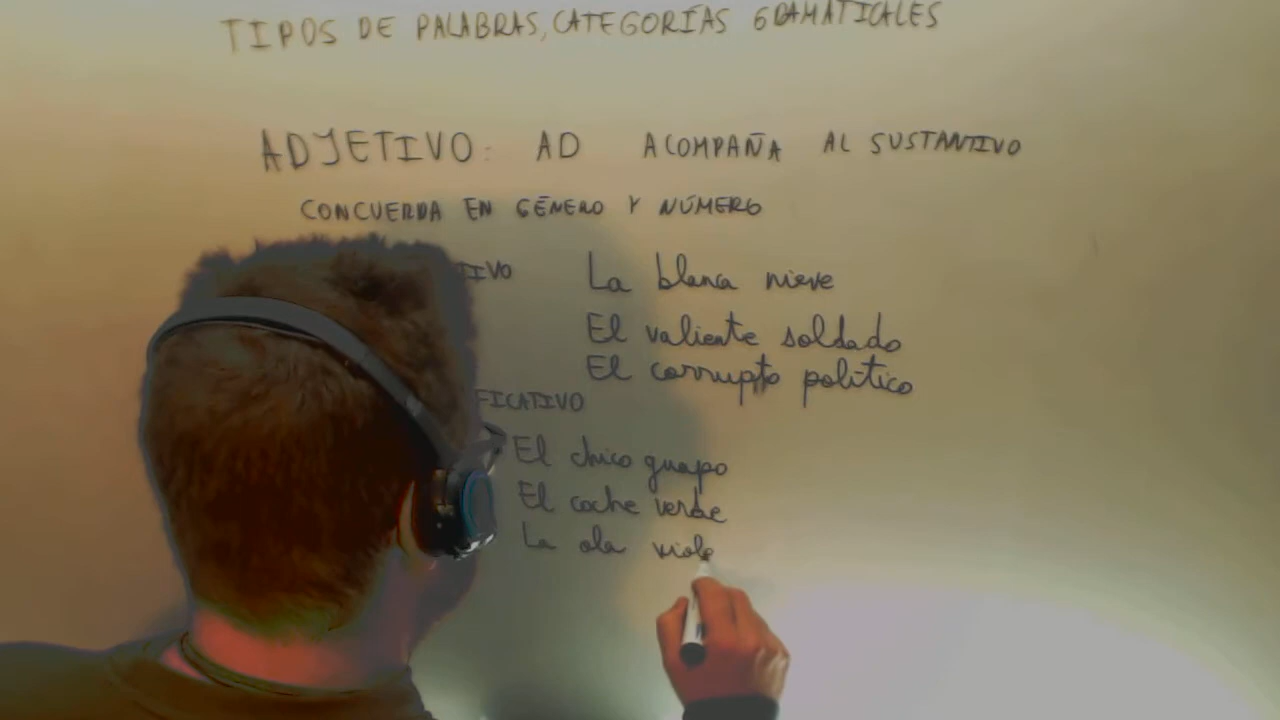 TIPOS DE PALABRAS, CATEGORÍAS GRAMATICALES
ADJETIVO: AD ACOMPAÑA AL SUSTANTIVO
CONCUERDA EN GÉNERO Y NÚMERO
TIVO La blanca nieve
El valiente soldado
El corrupto político
FICATIVO
El chico guapo
El coche verde
La ola viole